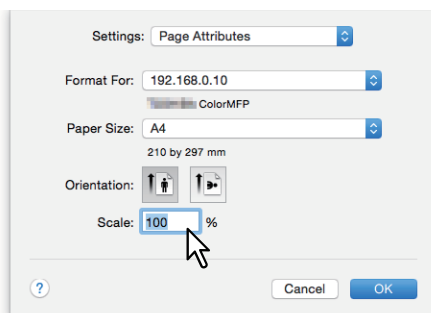 Settings: Page Attributes
Format For: 192.168.0.10
ColorMFP
Paper Size: A4
210 by 297 mm
Orientation:
Scale: 100 %
? Cancel OK